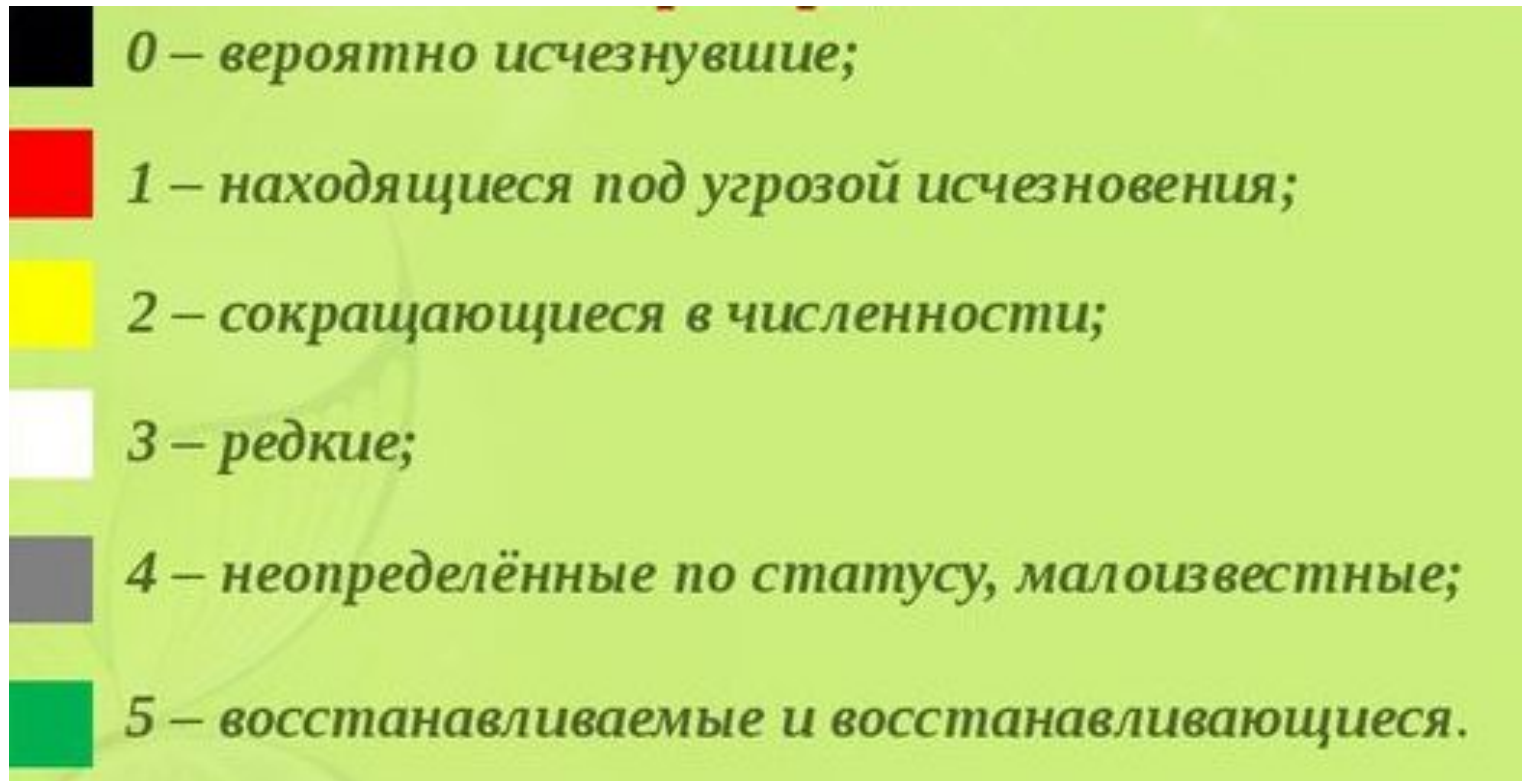 0 – вероятно исчезнувшие;
1 – находящиеся под угрозой исчезновения;
2 – сокращающиеся в численности;
3 – редкие;
4 – неопределённые по статусу, малоизвестные;
5 – восстанавливаемые и восстанавливающиеся.